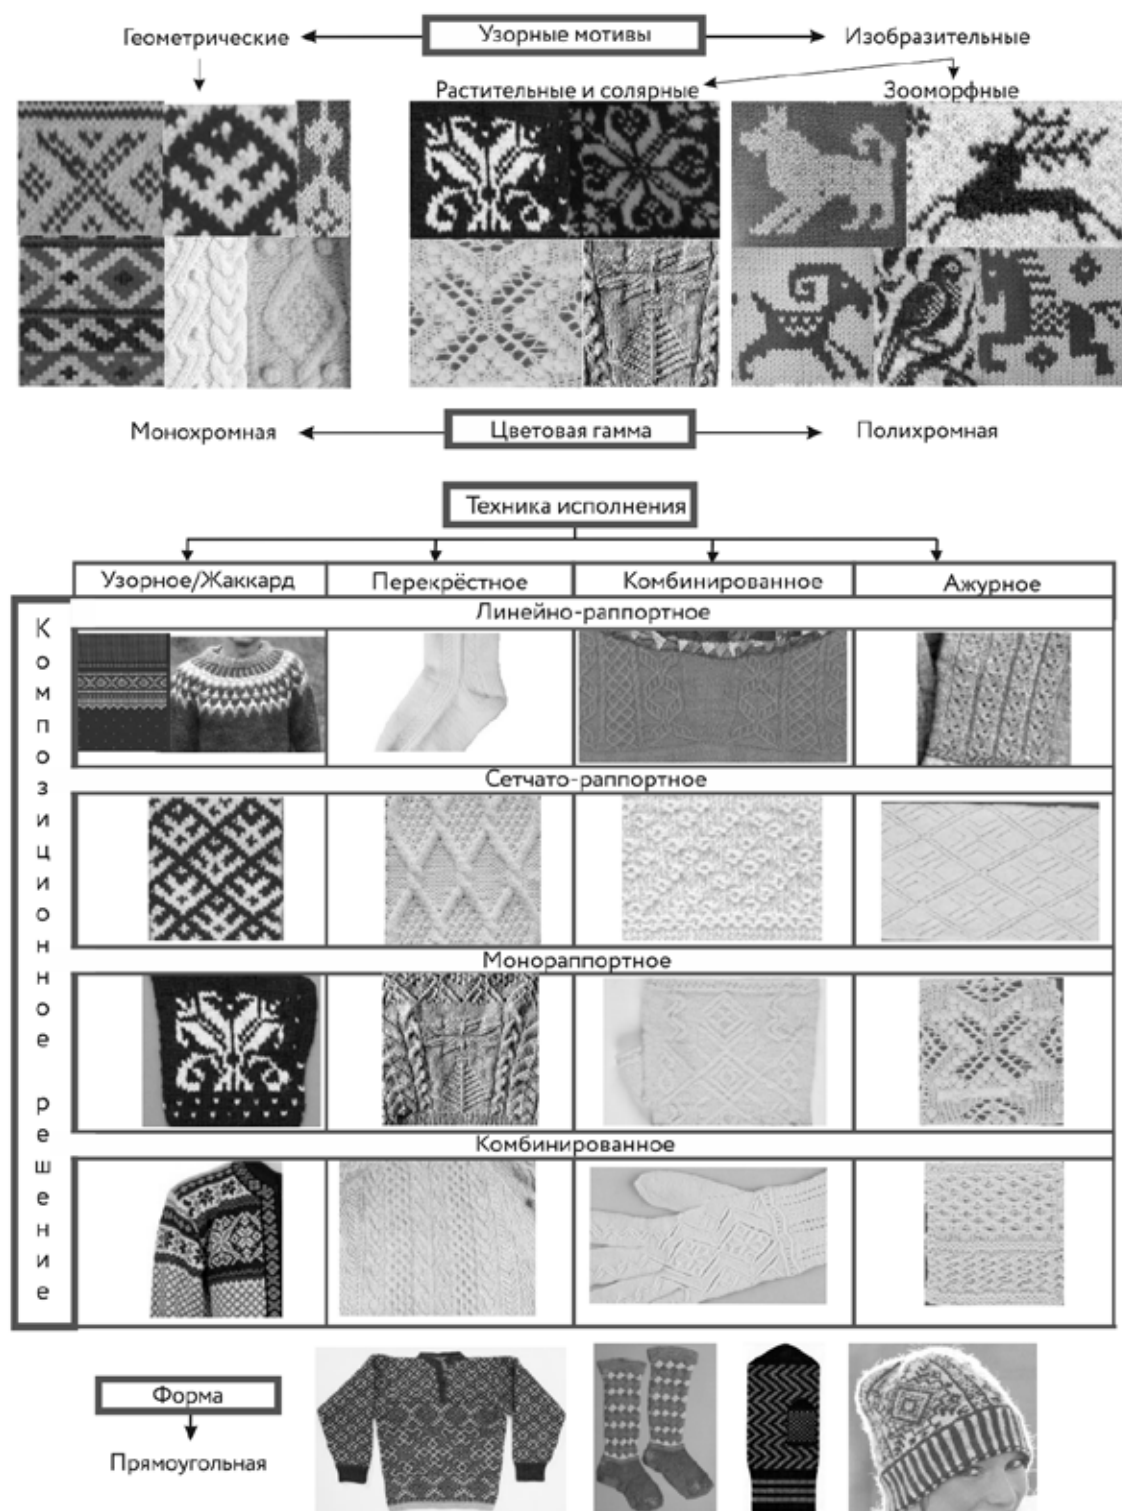 Геометрические Узорные мотивы Изобразительные
Растительные и солярные Зооморфные
Монохромная Цветовая гамма Полихромная
Техника исполнения
Узорное/Жаккард Перекрёстное Комбинированное Ажурное
Композиционное решение
Линейно-раппортное
Сетчато-раппортное
Монораппортное
Комбинированное
Форма
Прямоугольная